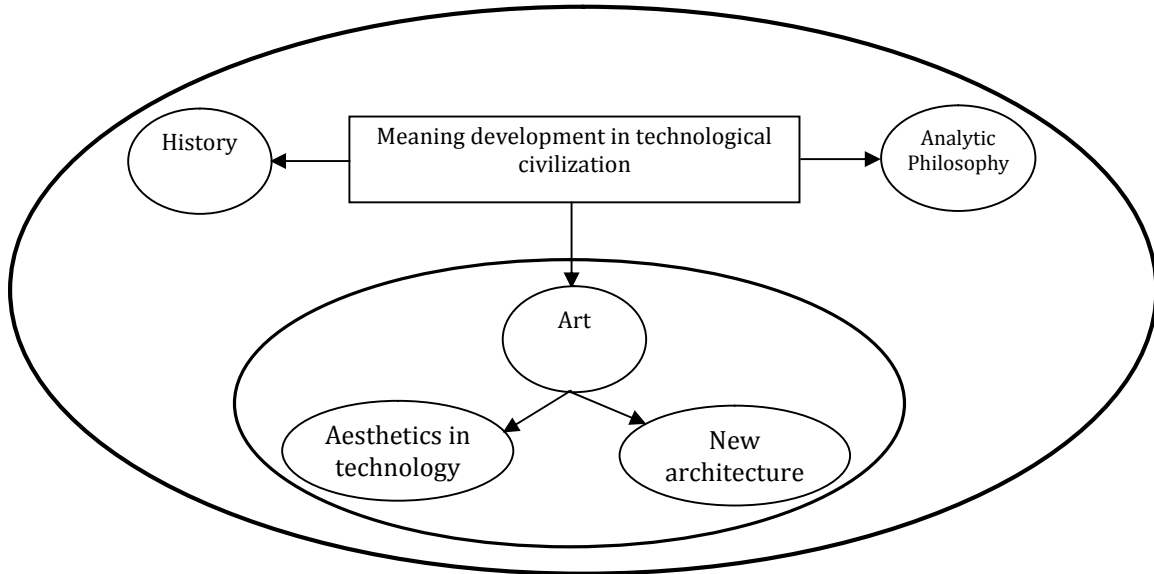 History
Meaning development in technological
civilization
Analytic
Philosophy
Art
Aesthetics in
technology
New
architecture